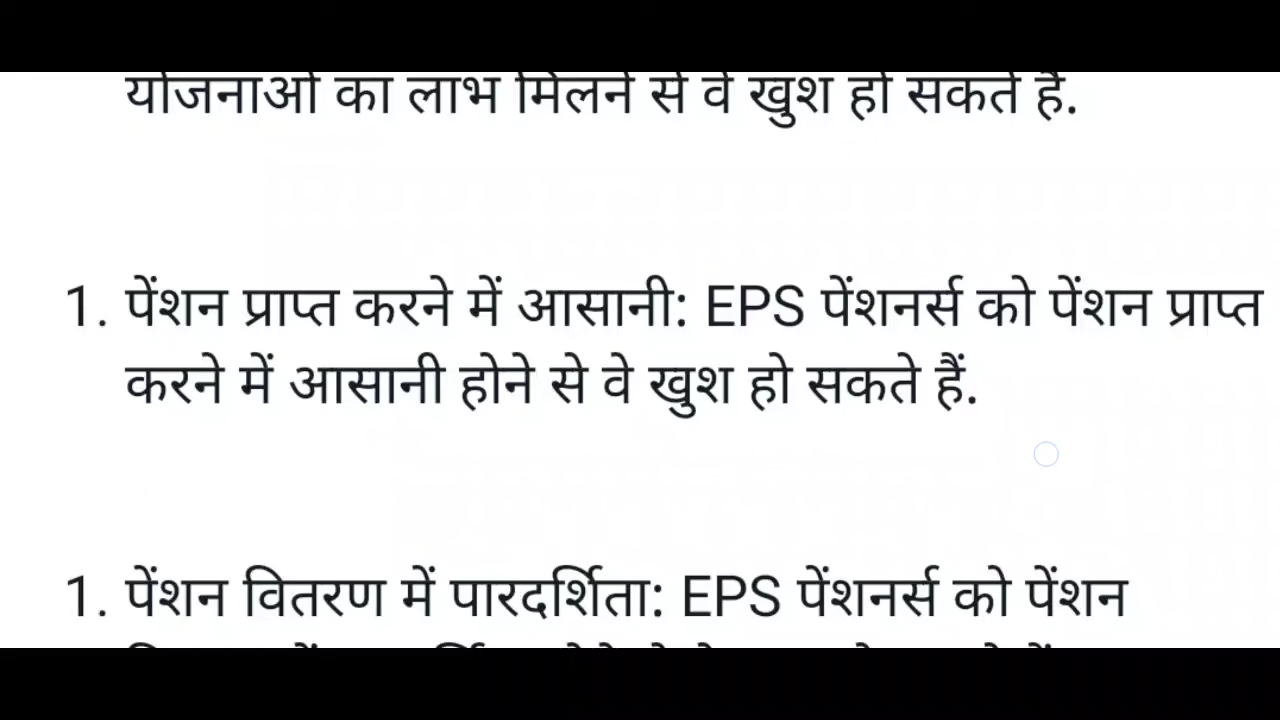 योजनाओं का लाभ मिलने से वे खुश हो सकते हैं.
1. पेंशन प्राप्त करने में आसानी: EPS पेंशनर्स को पेंशन प्राप्त
करने में आसानी होने से वे खुश हो सकते हैं.
1. पेंशन वितरण में पारदर्शिता: EPS पेंशनर्स को पेंशन